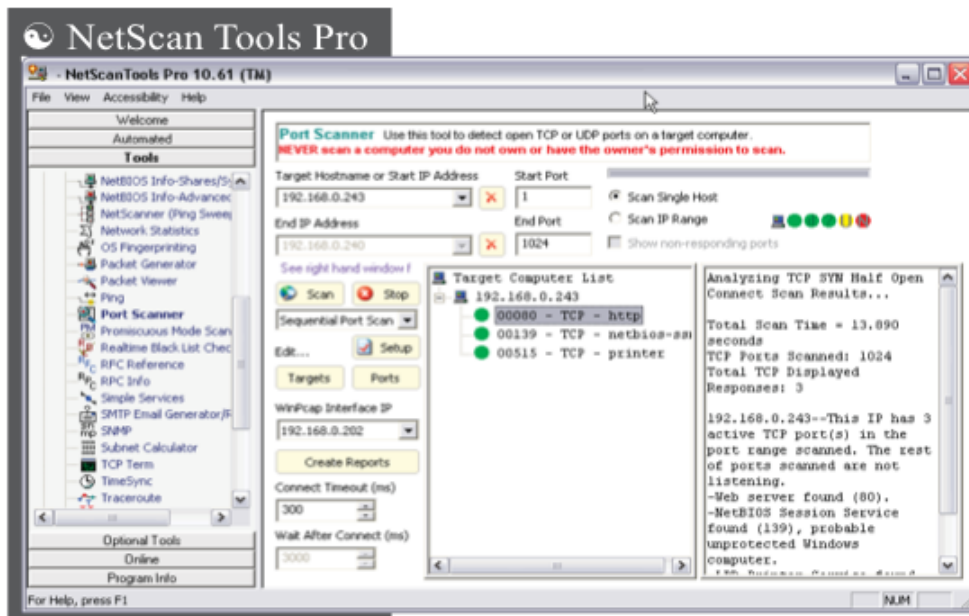 NetScan Tools Pro
- NetScanTools Pro 10.61 (TM)
File View Accessibility Help
Welcome
Automated
Tools
NetBIOS Info-Shares/S
NetBIOS Info-Advanced
NetScanner (Ping Sweep
Network Statistics
OS Fingerprinting
Packet Generator
Packet Viewer
Ping
Port Scanner
Promiscuous Mode Scan
Realtime Black List Chec
RFC Reference
RPC Info
Simple Services
SMTP Email Generator/R
SNMP
Subnet Calculator
TCP Term
TimeSync
Traceroute
Optional Tools
Online
Program Info
Port Scanner Use this tool to detect open TCP or UDP ports on a target computer.
NEVER scan a computer you do not own or have the owner's permission to scan.
Target Hostname or Start IP Address Start Port
192.168.0.243 1
Scan Single Host
End IP Address End Port
Scan IP Range
192.168.0.240 1024
Show non-responding ports
See right hand window f
Scan Stop
Sequential Port Scan
Edit... Setup
Targets Ports
WinPcap Interface IP
192.168.0.202
Create Reports
Connect Timeout (ms)
300
Wait After Connect (ms)
3000
Target Computer List
192.168.0.243
00080 - TCP - http
00139 - TCP - netbios-ssn
00515 - TCP - printer
Analyzing TCP SYN Half Open
Connect Scan Results...
Total Scan Time = 13.890
seconds
TCP Ports Scanned: 1024
Total TCP Displayed
Responses: 3
192.168.0.243--This IP has 3
active TCP port(s) in the
port range scanned. The rest
of ports scanned are not
listening.
-Web server found (80).
-NetBIOS Session Service
found (139), probable
unprotected Windows
computer.
For Help, press F1
NUM